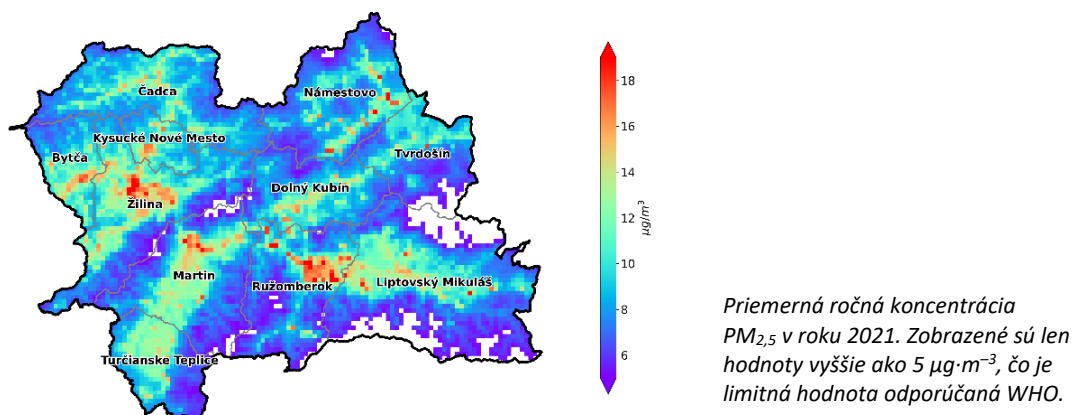 Čadca
Námestovo
Kysucké Nové Mesto
Bytča
Tvrdošín
Dolný Kubín
Žilina
Martin
Ružomberok
Liptovský Mikuláš
Turčianske Teplice
18
16
14
12
10
8
6
μg/m³
Priemerná ročná koncentrácia
PM₂,₅ v roku 2021. Zobrazené sú len
hodnoty vyššie ako 5 μg·m⁻³, čo je
limitná hodnota odporúčaná WHO.